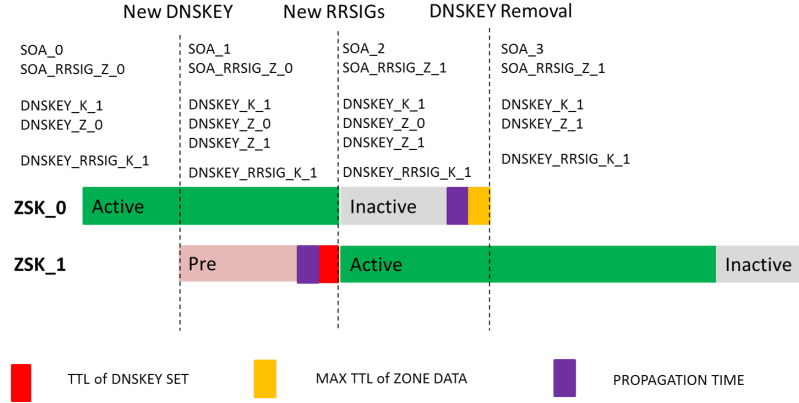 New DNSKEY New RRSIGs DNSKEY Removal
SOA_0 SOA_1 SOA_2 SOA_3
SOA_RRSIG_Z_0 SOA_RRSIG_Z_0 SOA_RRSIG_Z_1 SOA_RRSIG_Z_1
DNSKEY_K_1 DNSKEY_K_1 DNSKEY_K_1 DNSKEY_K_1
DNSKEY_Z_0 DNSKEY_Z_0 DNSKEY_Z_0 DNSKEY_Z_1
DNSKEY_Z_1 DNSKEY_Z_1
DNSKEY_RRSIG_K_1 DNSKEY_RRSIG_K_1 DNSKEY_RRSIG_K_1 DNSKEY_RRSIG_K_1
ZSK_0 Active Inactive
ZSK_1 Pre Active Inactive
TTL of DNSKEY SET MAX TTL of ZONE DATA PROPAGATION TIME